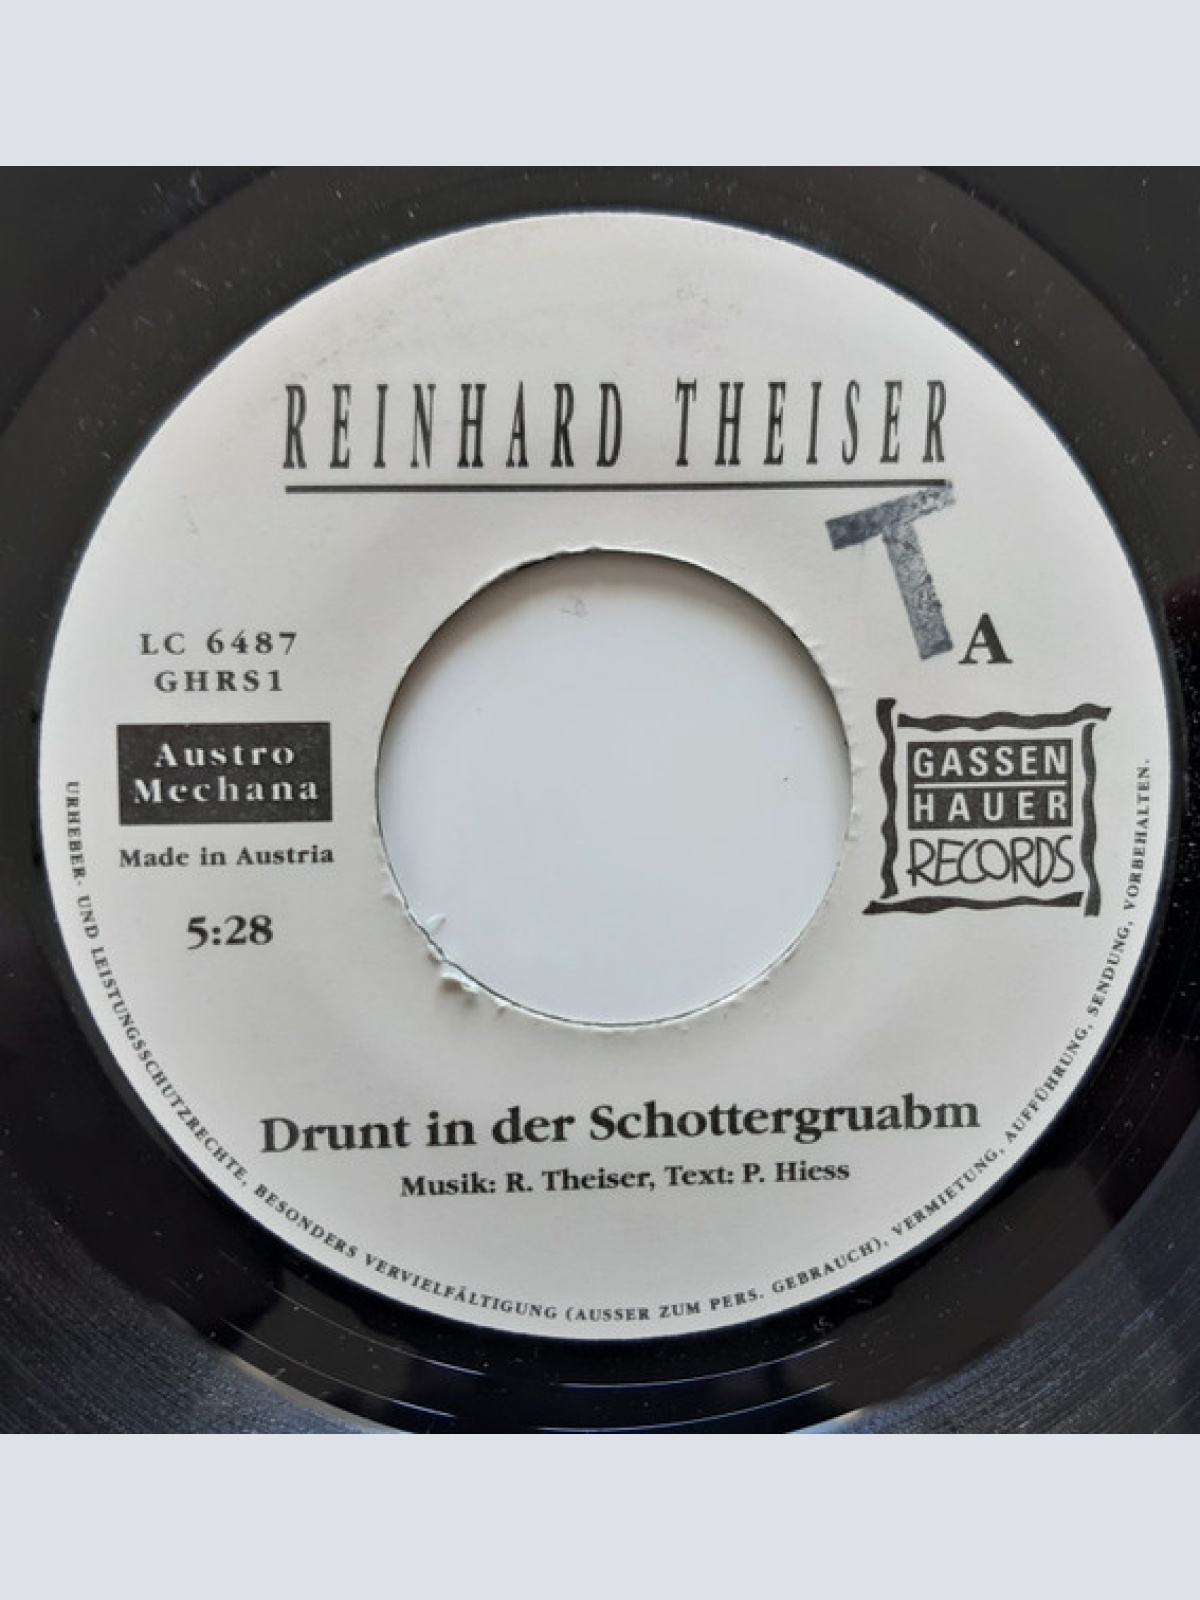 REINHARD THEISER
T
A
LC 6487
GHRS1
Austro
Mechana
Made in Austria
5:28
GASSEN
HAUER
RECORDS
Drunt in der Schottergruabm
Musik: R. Theiser, Text: P. Hiess
URHEBER- UND LEISTUNGSSCHUTZRECHTE, BESONDERS VERVIELFÄLTIGUNG (AUSSER ZUM PERS. GEBRAUCH), VERMIETUNG, AUFFÜHRUNG, SENDUNG, VORBEHALTEN.